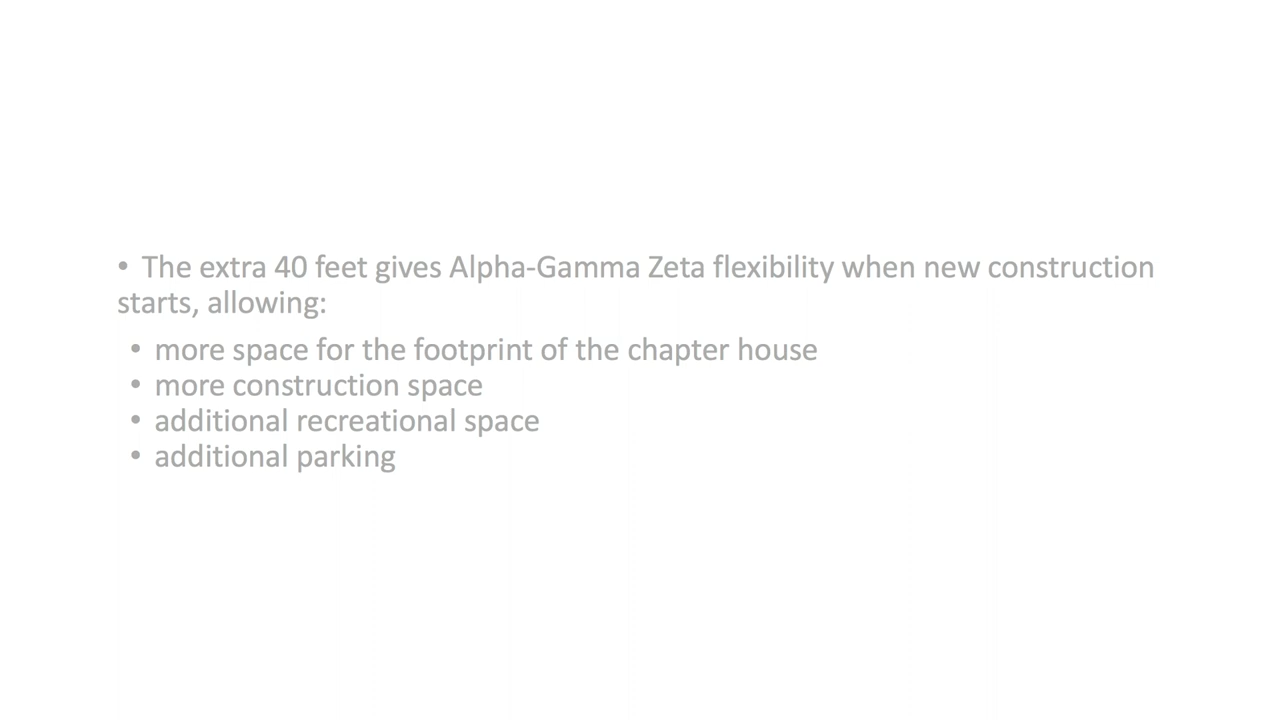 • The extra 40 feet gives Alpha-Gamma Zeta flexibility when new construction
starts, allowing:
• more space for the footprint of the chapter house
• more construction space
• additional recreational space
• additional parking